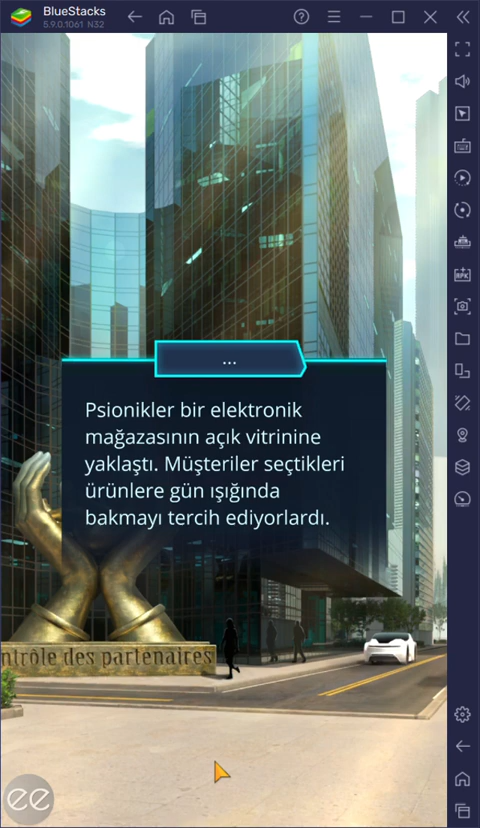 BlueStacks
5.9.0.1061 N32
...
Psionikler bir elektronik
mağazasının açık vitrinine
yaklaştı. Müşteriler seçtikleri
ürünlere gün ışığında
bakmayı tercih ediyorlardı.
ntrôle des partenaires
ee